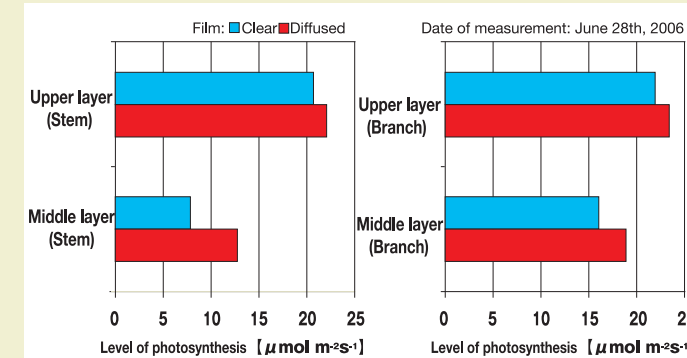 Film: Clear Diffused
Date of measurement: June 28th, 2006
Upper layer
(Stem)
Middle layer
(Stem)
0 5 10 15 20 25
Level of photosynthesis 【μmol m-2s-1】
Upper layer
(Branch)
Middle layer
(Branch)
0 5 10 15 20
Level of photosynthesis 【μmol m-2s-1